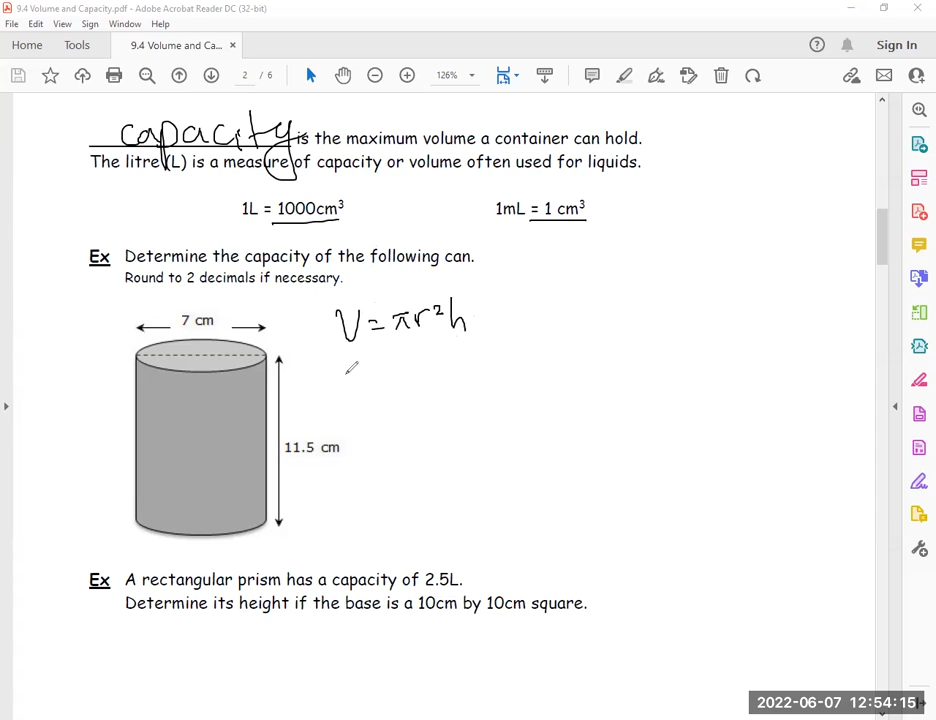 9.4 Volume and Capacity.pdf - Adobe Acrobat Reader DC (32-bit)
File Edit View Sign Window Help
Home Tools 9.4 Volume and Ca... × Sign In
2 / 6 126%
capacity is the maximum volume a container can hold.
The litre (L) is a measure of capacity or volume often used for liquids.
1L = 1000cm³ 1mL = 1 cm³
Ex Determine the capacity of the following can.
Round to 2 decimals if necessary.
7 cm
V = πr²h
11.5 cm
Ex A rectangular prism has a capacity of 2.5L.
Determine its height if the base is a 10cm by 10cm square.
2022-06-07 12:54:15